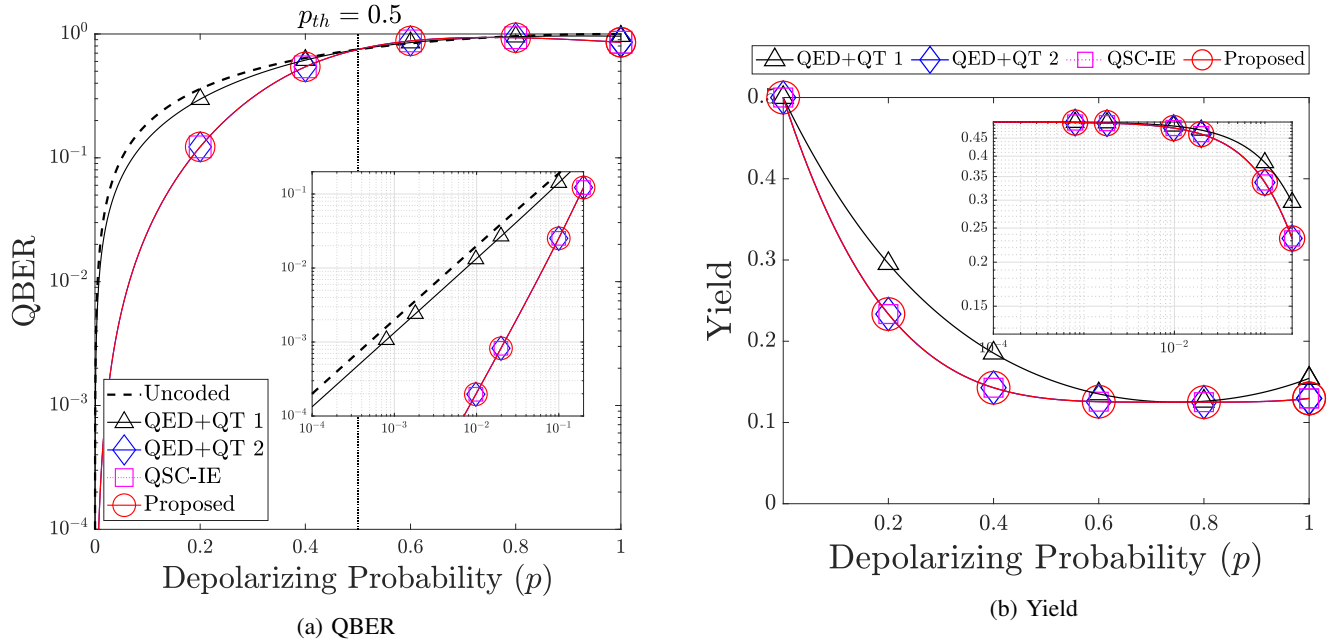 p_{th} = 0.5
10^0
10^{-1}
10^{-2}
10^{-3}
10^{-4}
QBER
0
0.2
0.4
0.6
0.8
1
Depolarizing Probability (p)
Uncoded
QED+QT 1
QED+QT 2
QSC-IE
Proposed
10^{-1}
10^{-2}
10^{-3}
10^{-4}
10^{-4}
10^{-3}
10^{-2}
10^{-1}
(a) QBER
QED+QT 1 QED+QT 2 QSC-IE Proposed
0.
0.4
0.3
0.2
0.1
0
Yield
0.2
0.4
0.6
0.8
1
Depolarizing Probability (p)
0.45
0.4
0.35
0.3
0.25
0.2
0.15
10^{-2}
(b) Yield